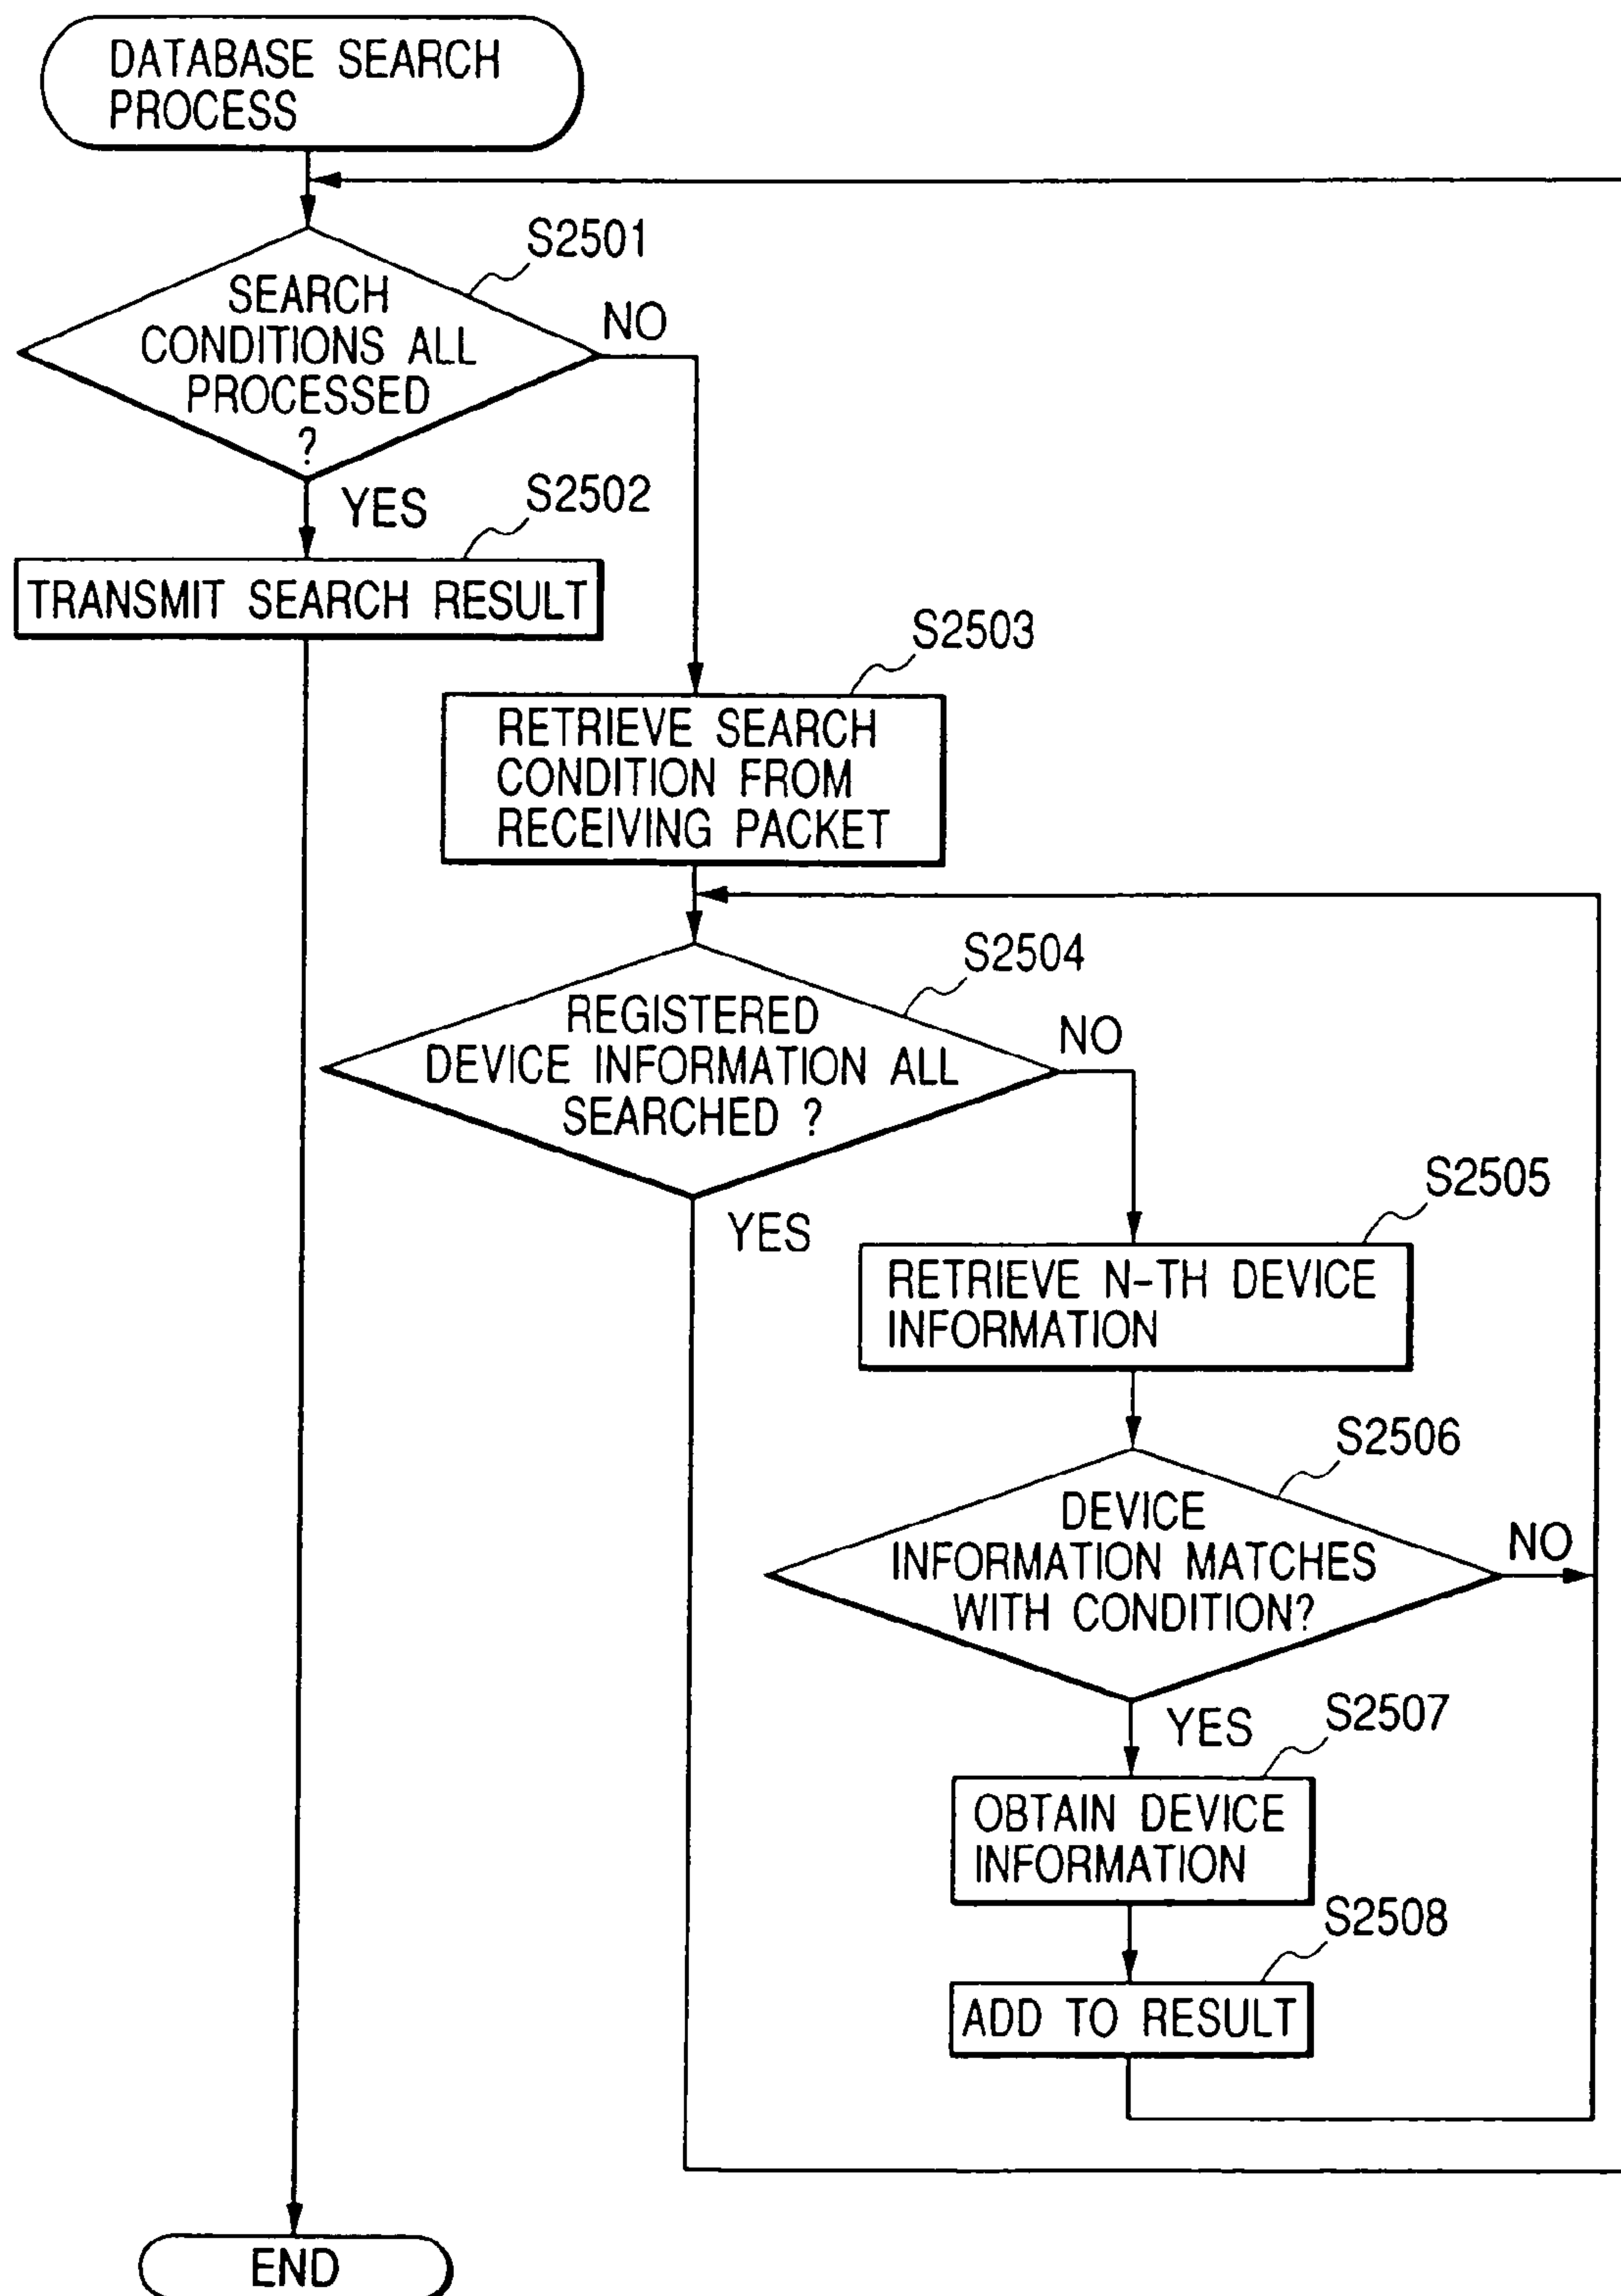 DATABASE SEARCH
PROCESS
S2501
SEARCH
CONDITIONS ALL
PROCESSED
?
NO
YES
S2502
TRANSMIT SEARCH RESULT
S2503
RETRIEVE SEARCH
CONDITION FROM
RECEIVING PACKET
S2504
REGISTERED
DEVICE INFORMATION ALL
SEARCHED ?
NO
YES
S2505
RETRIEVE N-TH DEVICE
INFORMATION
S2506
DEVICE
INFORMATION MATCHES
WITH CONDITION?
NO
YES
S2507
OBTAIN DEVICE
INFORMATION
S2508
ADD TO RESULT
END